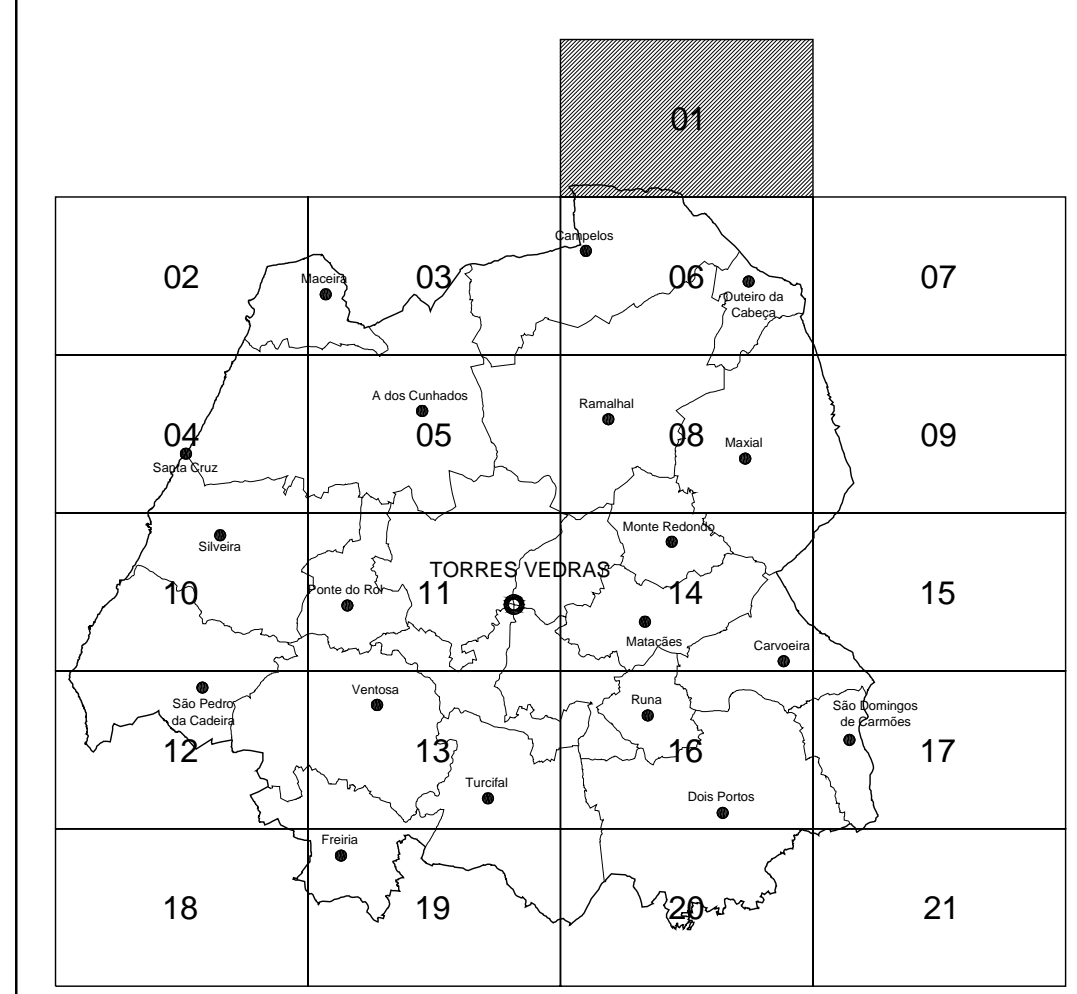 01
Campelos
02
Maceira
03
06
Outeiro da
Cabeça
07
A dos Cunhados
Ramalhal
04
Santa Cruz
05
08
Maxial
09
Silveira
Monte Redondo
TORRES VEDRAS
10
Ponte do Rol
11
14
15
Matacães
Carvoeira
São Pedro
da Cadeira
Ventosa
Runa
São Domingos
de Carmões
12
13
16
17
Turcifal
Dois Portos
Freiria
18
19
20
21